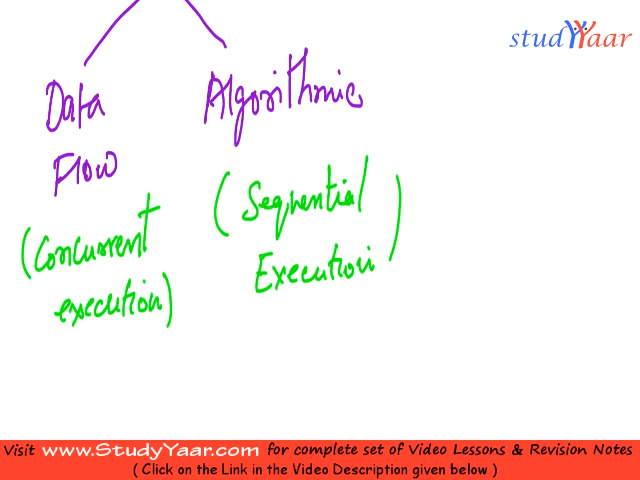 studYYaar
Data
Flow
Algorithmic
(Concurrent
execution)
(Sequential
Execution)
Visit www.StudyYaar.com for complete set of Video Lessons & Revision Notes
( Click on the Link in the Video Description given below )